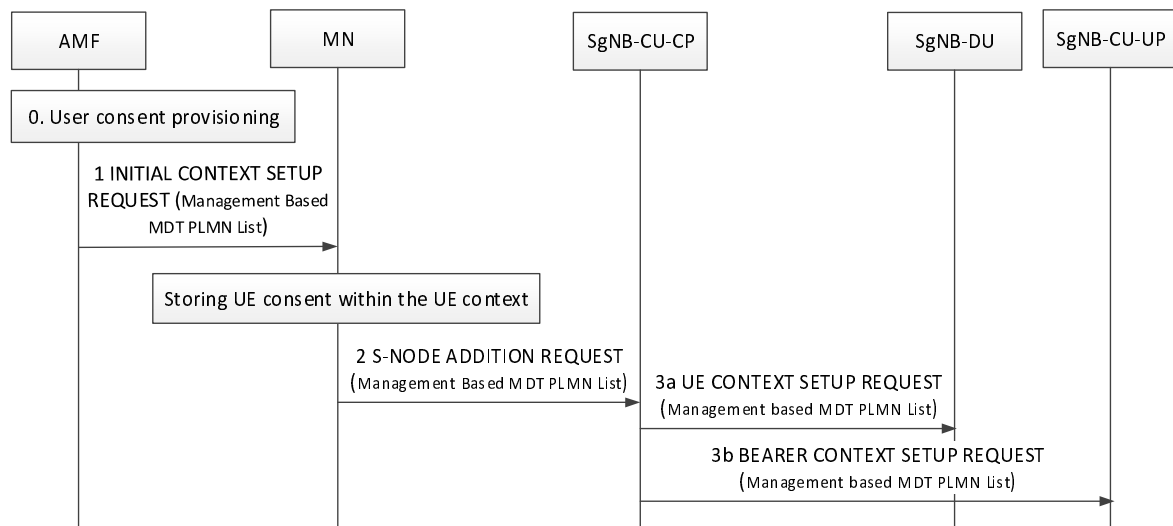 AMF
MN
SgNB-CU-CP
SgNB-DU
SgNB-CU-UP
0. User consent provisioning
1 INITIAL CONTEXT SETUP
REQUEST (Management Based
MDT PLMN List)
Storing UE consent within the UE context
2 S-NODE ADDITION REQUEST
(Management Based MDT PLMN List)
3a UE CONTEXT SETUP REQUEST
(Management based MDT PLMN List)
3b BEARER CONTEXT SETUP REQUEST
(Management based MDT PLMN List)